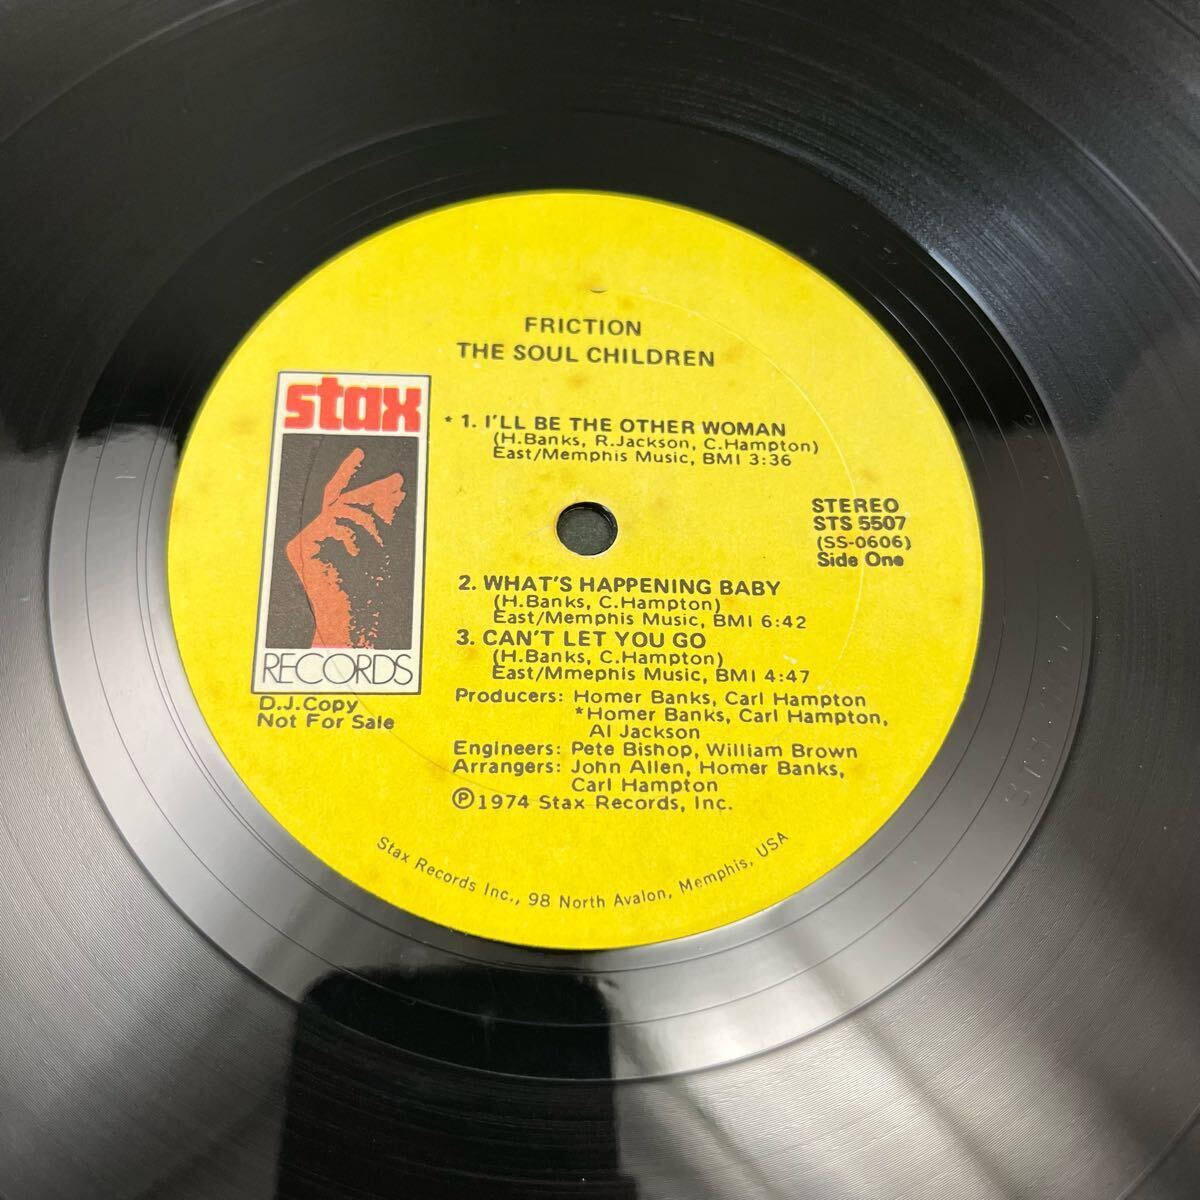 FRICTION
THE SOUL CHILDREN
stax
RECORDS
D.J.Copy
Not For Sale
* 1. I'LL BE THE OTHER WOMAN
(H.Banks, R.Jackson, C.Hampton)
East/Memphis Music, BMI 3:36
STEREO
STS 5507
(SS-0606)
Side One
2. WHAT'S HAPPENING BABY
(H.Banks, C.Hampton)
East/Memphis Music, BMI 6:42
3. CAN'T LET YOU GO
(H.Banks, C.Hampton)
East/Mmephis Music, BMI 4:47
Producers: Homer Banks, Carl Hampton
*Homer Banks, Carl Hampton,
Al Jackson
Engineers: Pete Bishop, William Brown
Arrangers: John Allen, Homer Banks,
Carl Hampton
Ⓟ1974 Stax Records, Inc.
Stax Records Inc., 98 North Avalon, Memphis, USA